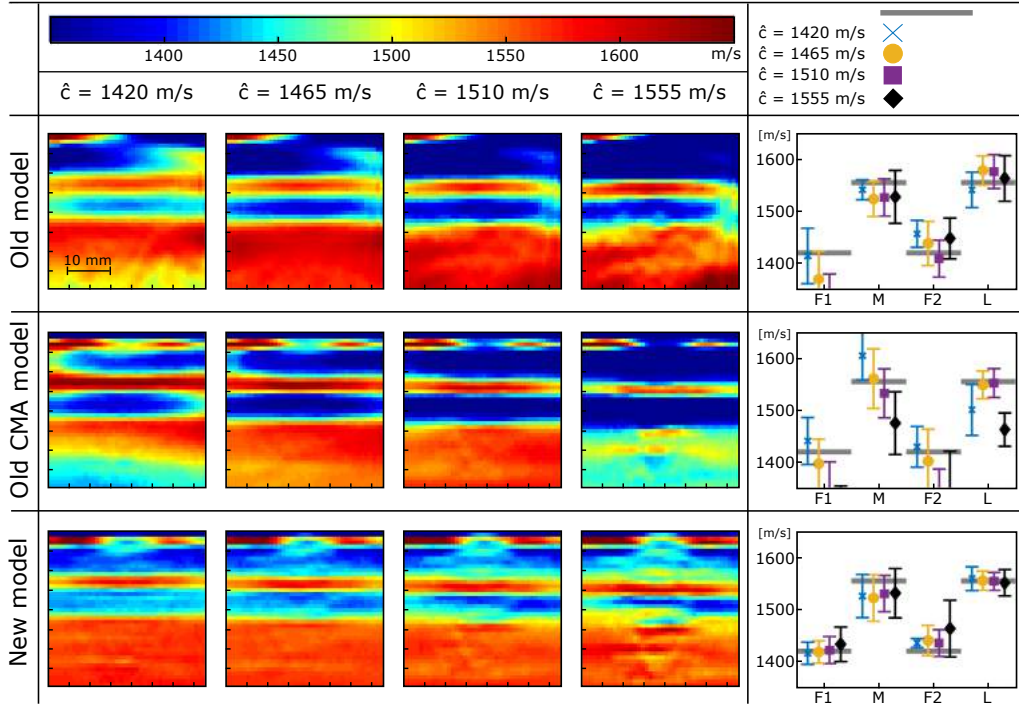 1400
1450
1500
1550
1600
m/s
ĉ = 1420 m/s
ĉ = 1465 m/s
ĉ = 1510 m/s
ĉ = 1555 m/s
ĉ = 1420 m/s
ĉ = 1465 m/s
ĉ = 1510 m/s
ĉ = 1555 m/s
Old model
10 mm
[m/s]
1600
1500
1400
F1 M F2 L
Old CMA model
[m/s]
1600
1500
1400
F1 M F2 L
New model
[m/s]
1600
1500
1400
F1 M F2 L